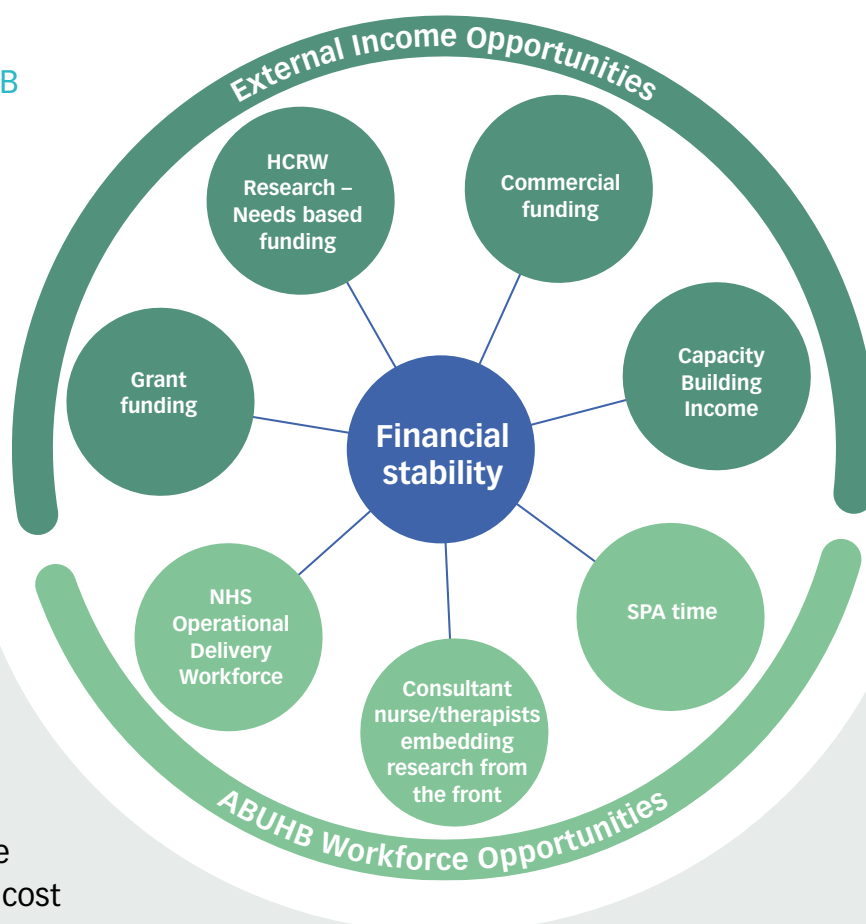 B
External Income Opportunities
HCRW
Research –
Needs based
funding
Commercial
funding
Grant
funding
Capacity
Building
Income
Financial
stability
NHS
Operational
Delivery
Workforce
SPA time
Consultant
nurse/therapists
embedding
research from
the front
ABUHB Workforce Opportunities
e
cost